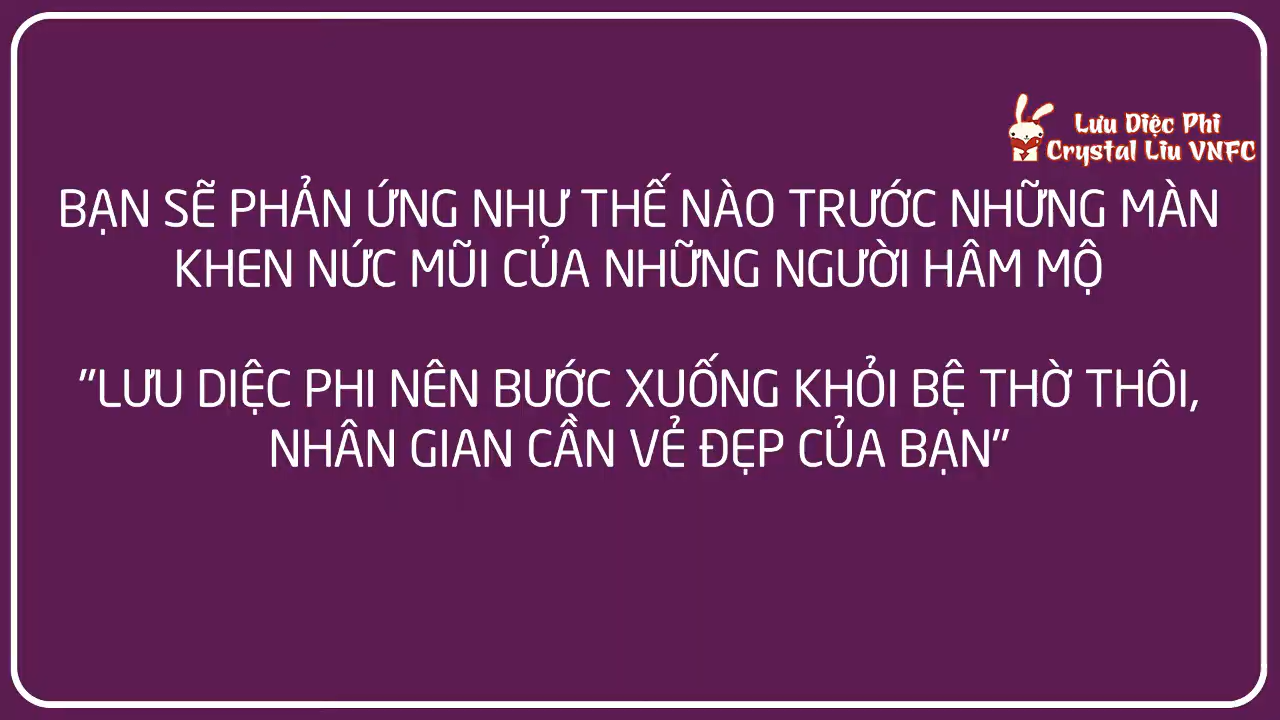 Lưu Diệc Phi
Crystal Liu VNFC
BẠN SẼ PHẢN ỨNG NHƯ THẾ NÀO TRƯỚC NHỮNG MÀN
KHEN NỨC MŨI CỦA NHỮNG NGƯỜI HÂM MỘ
"LƯU DIỆC PHI NÊN BƯỚC XUỐNG KHỎI BỆ THỜ THÔI,
NHÂN GIAN CẦN VẺ ĐẸP CỦA BẠN"